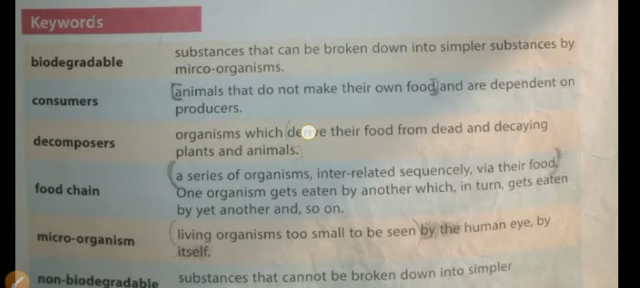 Keywords
biodegradable substances that can be broken down into simpler substances by
mirco-organisms.
consumers animals that do not make their own food and are dependent on
producers.
decomposers organisms which their food from dead and decaying
plants and animals.
food chain a series of organisms, inter-related sequencely, via their food.
One organism gets eaten by another which, in turn, gets eaten
by yet another and, so on.
micro-organism living organisms too small to be seen by the human eye, by
itself.
non-biodegradable substances that cannot be broken down into simpler